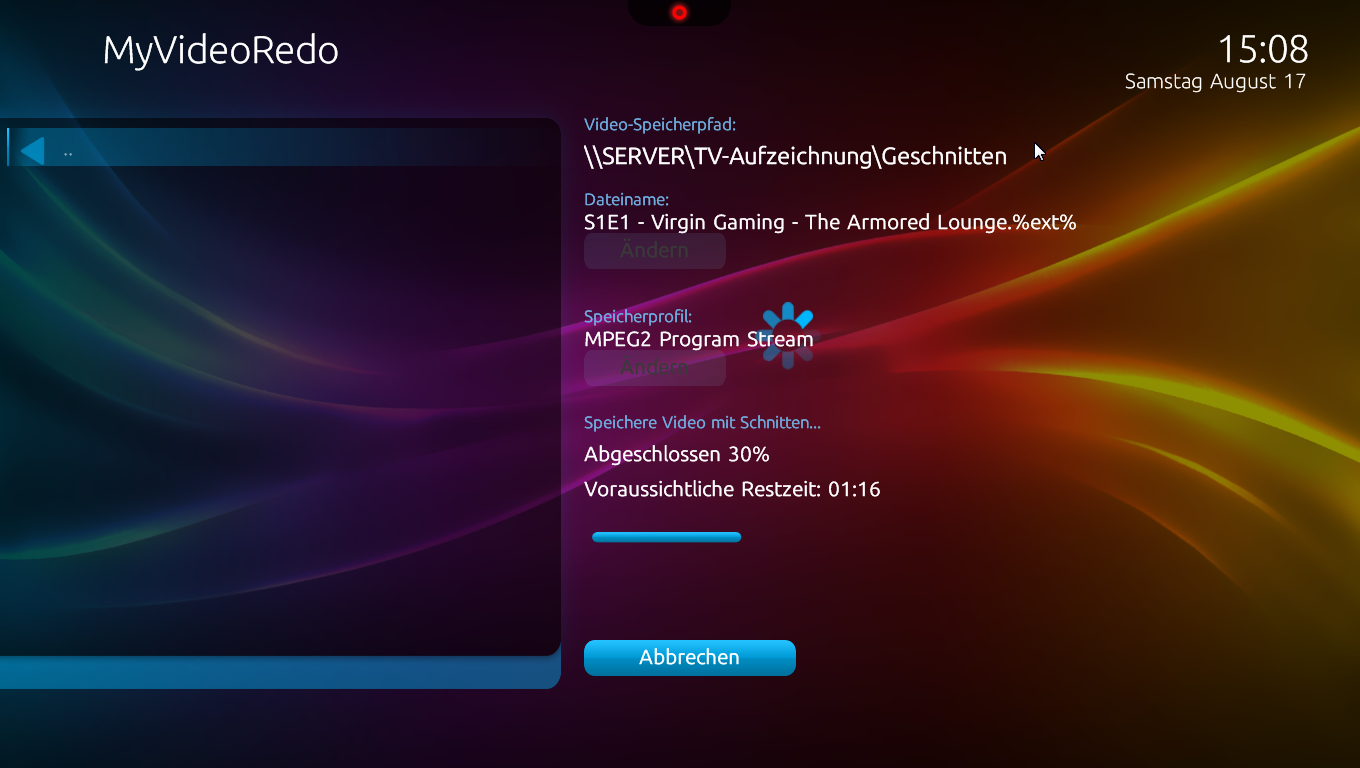 MyVideoRedo
15:08
Samstag August 17
..
Video-Speicherpfad:
\\SERVER\TV-Aufzeichnung\Geschnitten
Dateiname:
S1E1 - Virgin Gaming - The Armored Lounge.%ext%
Ändern
Speicherprofil:
MPEG2 Program Stream
Ändern
Speichere Video mit Schnitten...
Abgeschlossen 30%
Voraussichtliche Restzeit: 01:16
Abbrechen